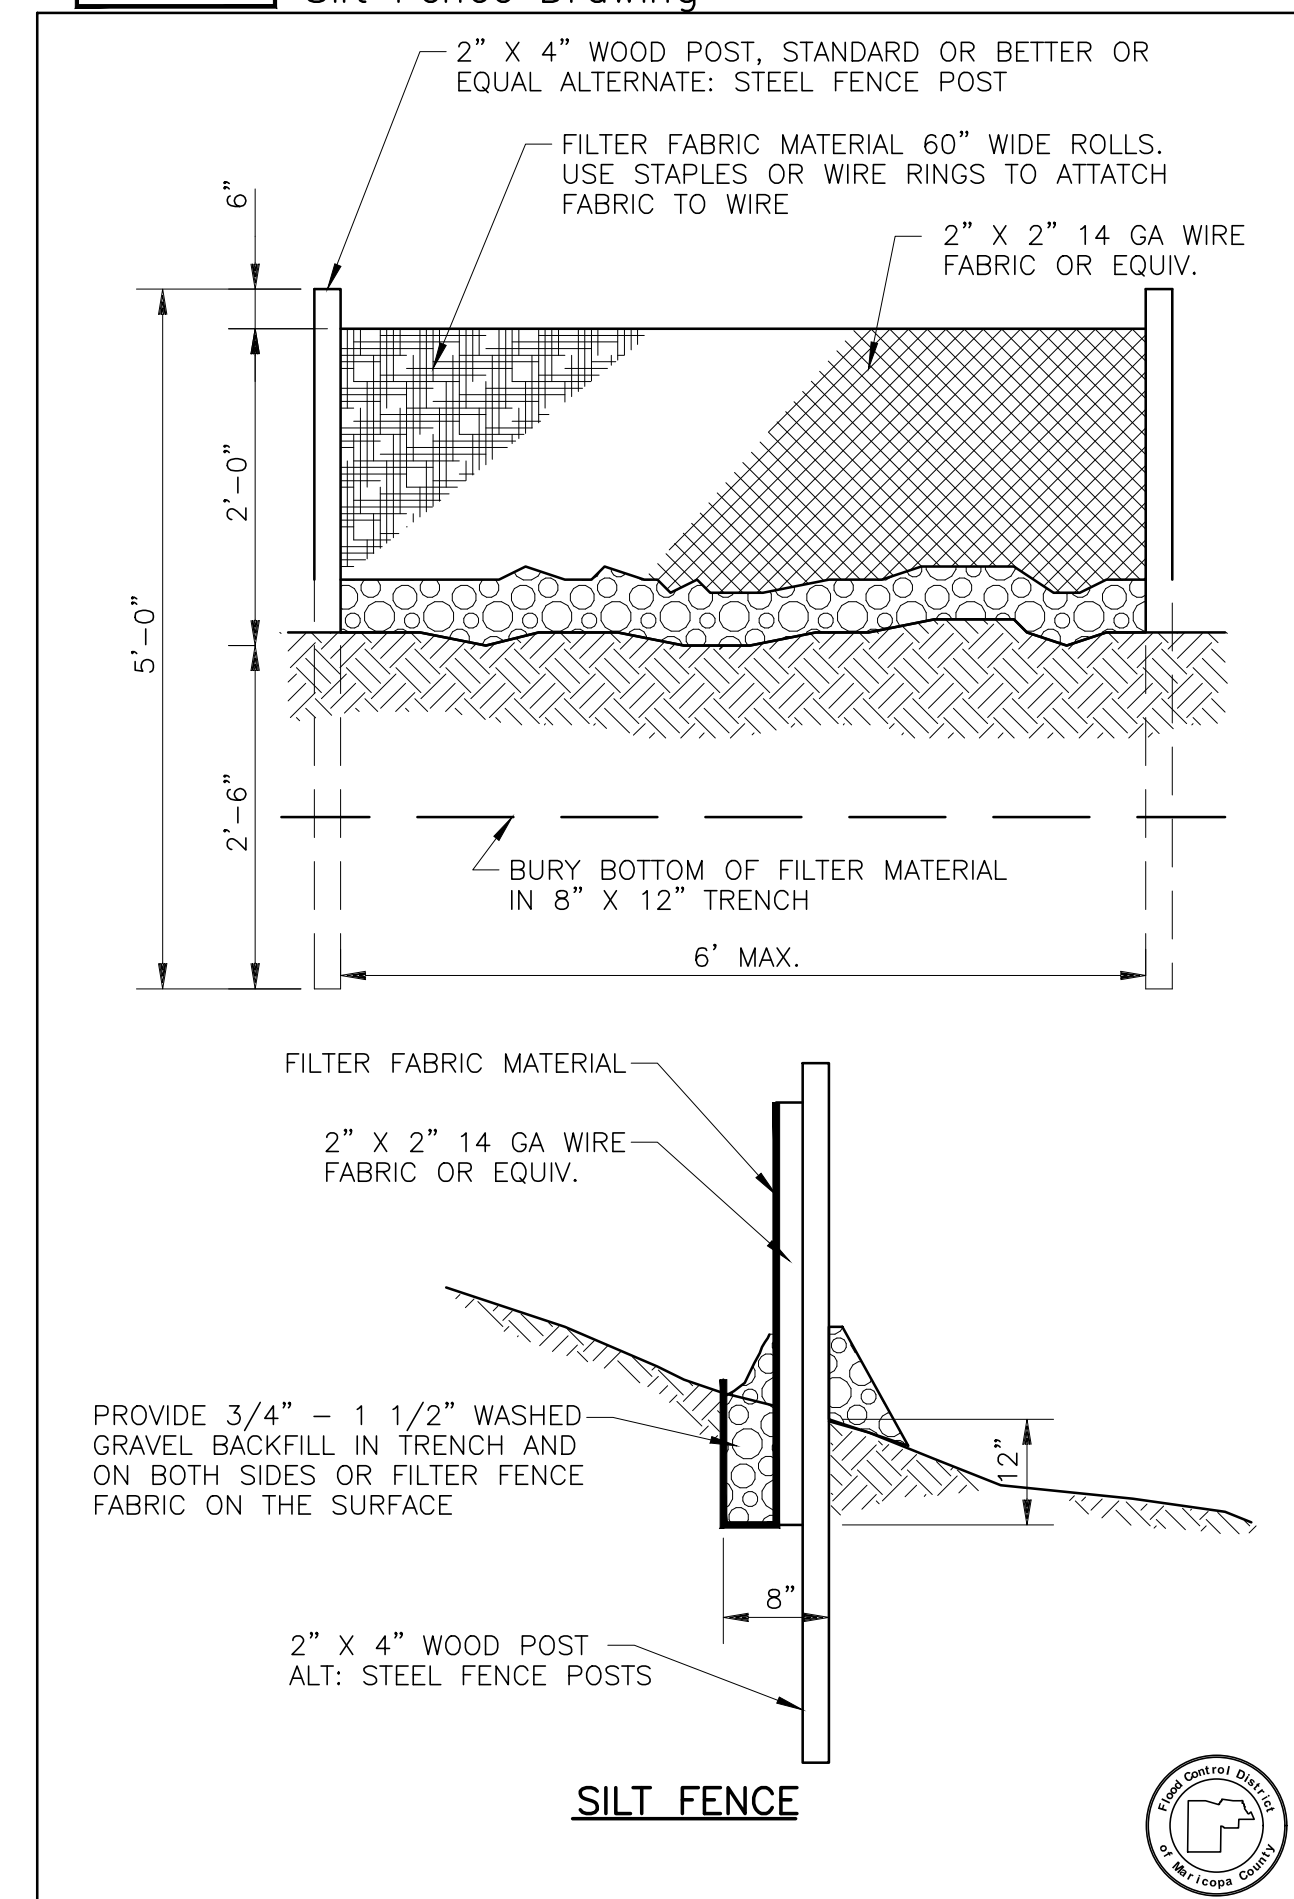 Silt Fence Drawing
2” X 4” WOOD POST, STANDARD OR BETTER OR
EQUAL ALTERNATE: STEEL FENCE POST
FILTER FABRIC MATERIAL 60” WIDE ROLLS.
USE STAPLES OR WIRE RINGS TO ATTATCH
FABRIC TO WIRE
2” X 2” 14 GA WIRE
FABRIC OR EQUIV.
6”
2’–0”
5’–0”
2’–6”
BURY BOTTOM OF FILTER MATERIAL
IN 8” X 12” TRENCH
6’ MAX.
FILTER FABRIC MATERIAL
2” X 2” 14 GA WIRE
FABRIC OR EQUIV.
PROVIDE 3/4” – 1 1/2” WASHED
GRAVEL BACKFILL IN TRENCH AND
ON BOTH SIDES OR FILTER FENCE
FABRIC ON THE SURFACE
12”
8”
2” X 4” WOOD POST
ALT: STEEL FENCE POSTS
SILT FENCE
Flood Control District
of Maricopa County